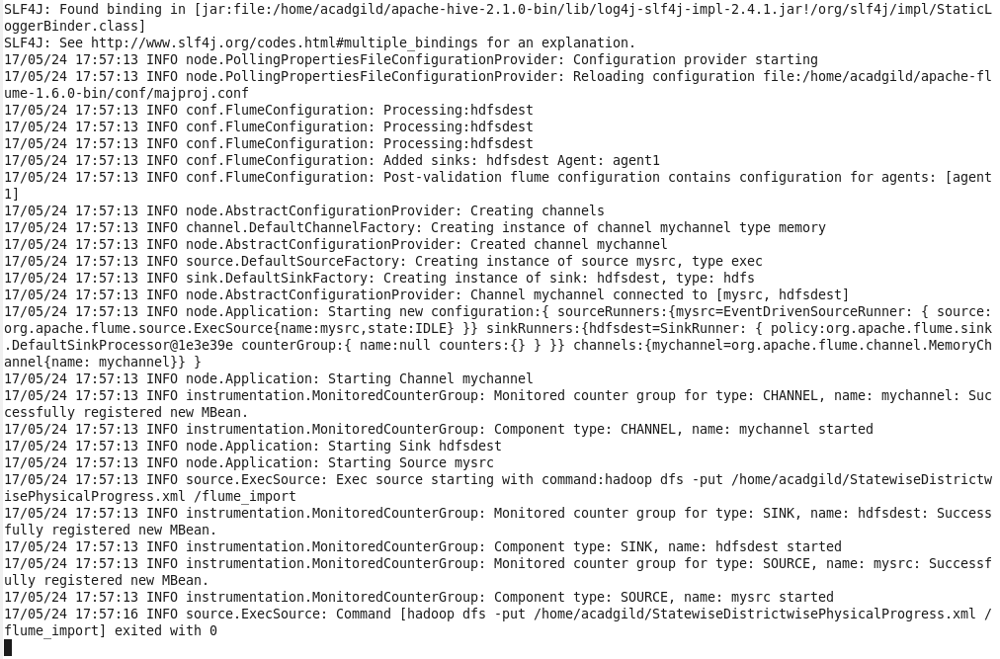 SLF4J: Found binding in [jar:file:/home/acadgild/apache-hive-2.1.0-bin/lib/log4j-slf4j-impl-2.4.1.jar!/org/slf4j/impl/StaticL
oggerBinder.class]
SLF4J: See http://www.slf4j.org/codes.html#multiple_bindings for an explanation.
17/05/24 17:57:13 INFO node.PollingPropertiesFileConfigurationProvider: Configuration provider starting
17/05/24 17:57:13 INFO node.PollingPropertiesFileConfigurationProvider: Reloading configuration file:/home/acadgild/apache-fl
ume-1.6.0-bin/conf/majproj.conf
17/05/24 17:57:13 INFO conf.FlumeConfiguration: Processing:hdfsdest
17/05/24 17:57:13 INFO conf.FlumeConfiguration: Processing:hdfsdest
17/05/24 17:57:13 INFO conf.FlumeConfiguration: Processing:hdfsdest
17/05/24 17:57:13 INFO conf.FlumeConfiguration: Added sinks: hdfsdest Agent: agent1
17/05/24 17:57:13 INFO conf.FlumeConfiguration: Post-validation flume configuration contains configuration for agents: [agent
1]
17/05/24 17:57:13 INFO node.AbstractConfigurationProvider: Creating channels
17/05/24 17:57:13 INFO channel.DefaultChannelFactory: Creating instance of channel mychannel type memory
17/05/24 17:57:13 INFO node.AbstractConfigurationProvider: Created channel mychannel
17/05/24 17:57:13 INFO source.DefaultSourceFactory: Creating instance of source mysrc, type exec
17/05/24 17:57:13 INFO sink.DefaultSinkFactory: Creating instance of sink: hdfsdest, type: hdfs
17/05/24 17:57:13 INFO node.AbstractConfigurationProvider: Channel mychannel connected to [mysrc, hdfsdest]
17/05/24 17:57:13 INFO node.Application: Starting new configuration:{ sourceRunners:{mysrc=EventDrivenSourceRunner: { source:
org.apache.flume.source.ExecSource{name:mysrc,state:IDLE} }} sinkRunners:{hdfsdest=SinkRunner: { policy:org.apache.flume.sink
.DefaultSinkProcessor@1e3e39e counterGroup:{ name:null counters:{} } }} channels:{mychannel=org.apache.flume.channel.MemoryCh
annel{name: mychannel}} }
17/05/24 17:57:13 INFO node.Application: Starting Channel mychannel
17/05/24 17:57:13 INFO instrumentation.MonitoredCounterGroup: Monitored counter group for type: CHANNEL, name: mychannel: Suc
cessfully registered new MBean.
17/05/24 17:57:13 INFO instrumentation.MonitoredCounterGroup: Component type: CHANNEL, name: mychannel started
17/05/24 17:57:13 INFO node.Application: Starting Sink hdfsdest
17/05/24 17:57:13 INFO node.Application: Starting Source mysrc
17/05/24 17:57:13 INFO source.ExecSource: Exec source starting with command:hadoop dfs -put /home/acadgild/StatewiseDistrictw
isePhysicalProgress.xml /flume_import
17/05/24 17:57:13 INFO instrumentation.MonitoredCounterGroup: Monitored counter group for type: SINK, name: hdfsdest: Success
fully registered new MBean.
17/05/24 17:57:13 INFO instrumentation.MonitoredCounterGroup: Component type: SINK, name: hdfsdest started
17/05/24 17:57:13 INFO instrumentation.MonitoredCounterGroup: Monitored counter group for type: SOURCE, name: mysrc: Successf
ully registered new MBean.
17/05/24 17:57:13 INFO instrumentation.MonitoredCounterGroup: Component type: SOURCE, name: mysrc started
17/05/24 17:57:16 INFO source.ExecSource: Command [hadoop dfs -put /home/acadgild/StatewiseDistrictwisePhysicalProgress.xml /
flume_import] exited with 0